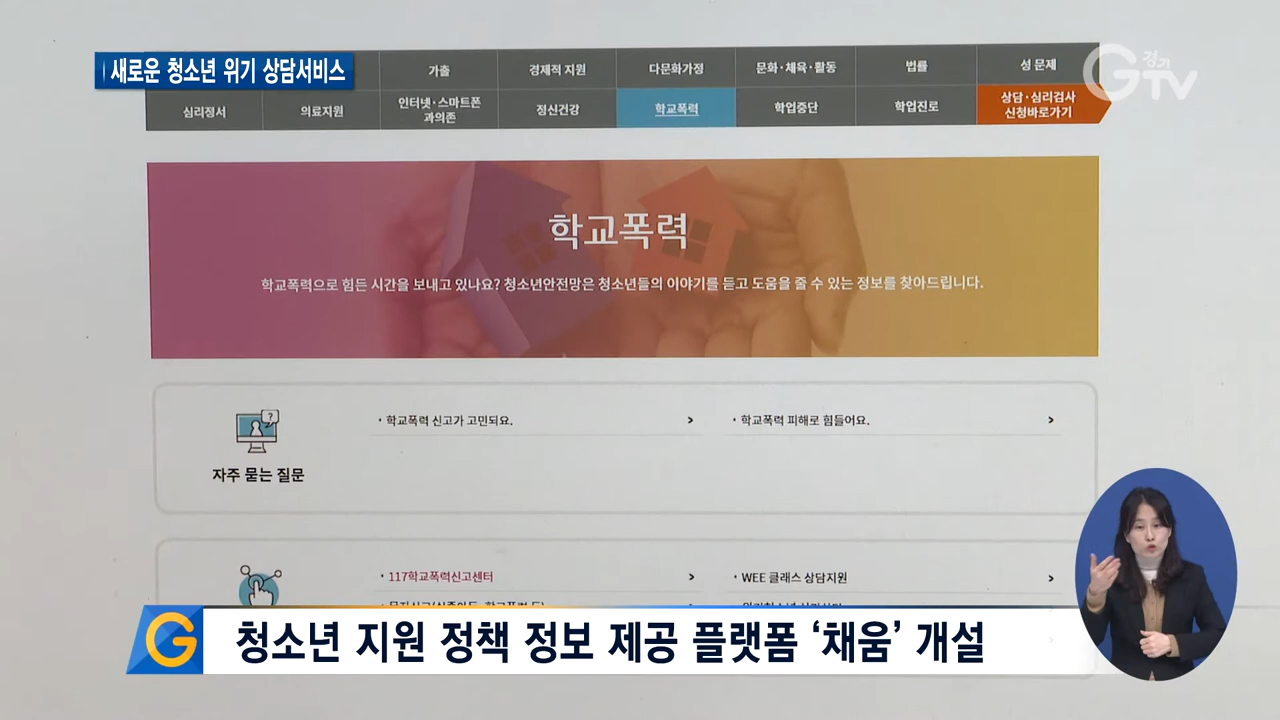 새로운 청소년 위기 상담서비스
가출
경제적 지원
다문화가정
문화·체육·활동
법률
성 문제
경기
GTV
심리정서
의료지원
인터넷·스마트폰
과의존
정신건강
학교폭력
학업중단
학업진로
상담·심리검사
신청바로가기
학교폭력
학교폭력으로 힘든 시간을 보내고 있나요? 청소년안전망은 청소년들의 이야기를 듣고 도움을 줄 수 있는 정보를 찾아드립니다.
· 학교폭력 신고가 고민되요. >
· 학교폭력 피해로 힘들어요. >
?
자주 묻는 질문
· 117학교폭력신고센터 >
· WEE 클래스 상담지원 >
G
청소년 지원 정책 정보 제공 플랫폼 ‘채움’ 개설